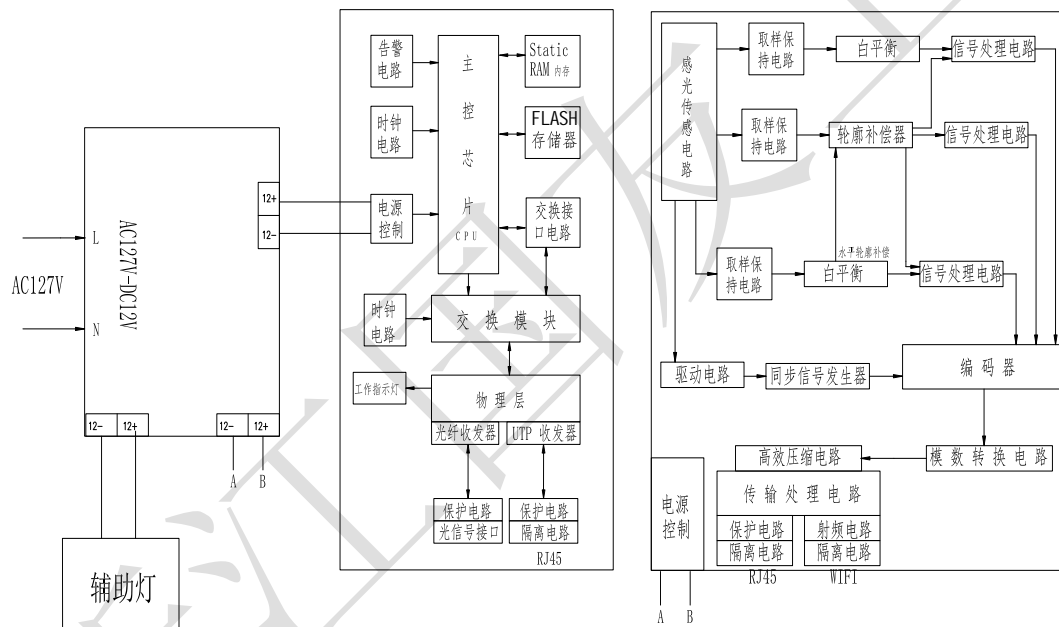 AC127V
L
N
AC127V-DC12V
12+
12-
12-
12+
12-
12+
A
B
辅助灯
告警
电路
时钟
电路
电源
控制
主控芯片
CPU
Static
RAM 内存
FLASH
存储器
交换接
口电路
时钟
电路
交换模块
工作指示灯
物理层
光纤收发器
UTP 收发器
保护电路
光信号接口
保护电路
隔离电路
RJ45
感光传感电路
取样保
持电路
白平衡
信号处理电路
取样保
持电路
轮廓补偿器
信号处理电路
水平轮廓补偿
取样保
持电路
白平衡
信号处理电路
驱动电路
同步信号发生器
编码器
高效压缩电路
模数转换电路
电源
控制
传输处理电路
保护电路
射频电路
隔离电路
隔离电路
RJ45
WIFI
A
B